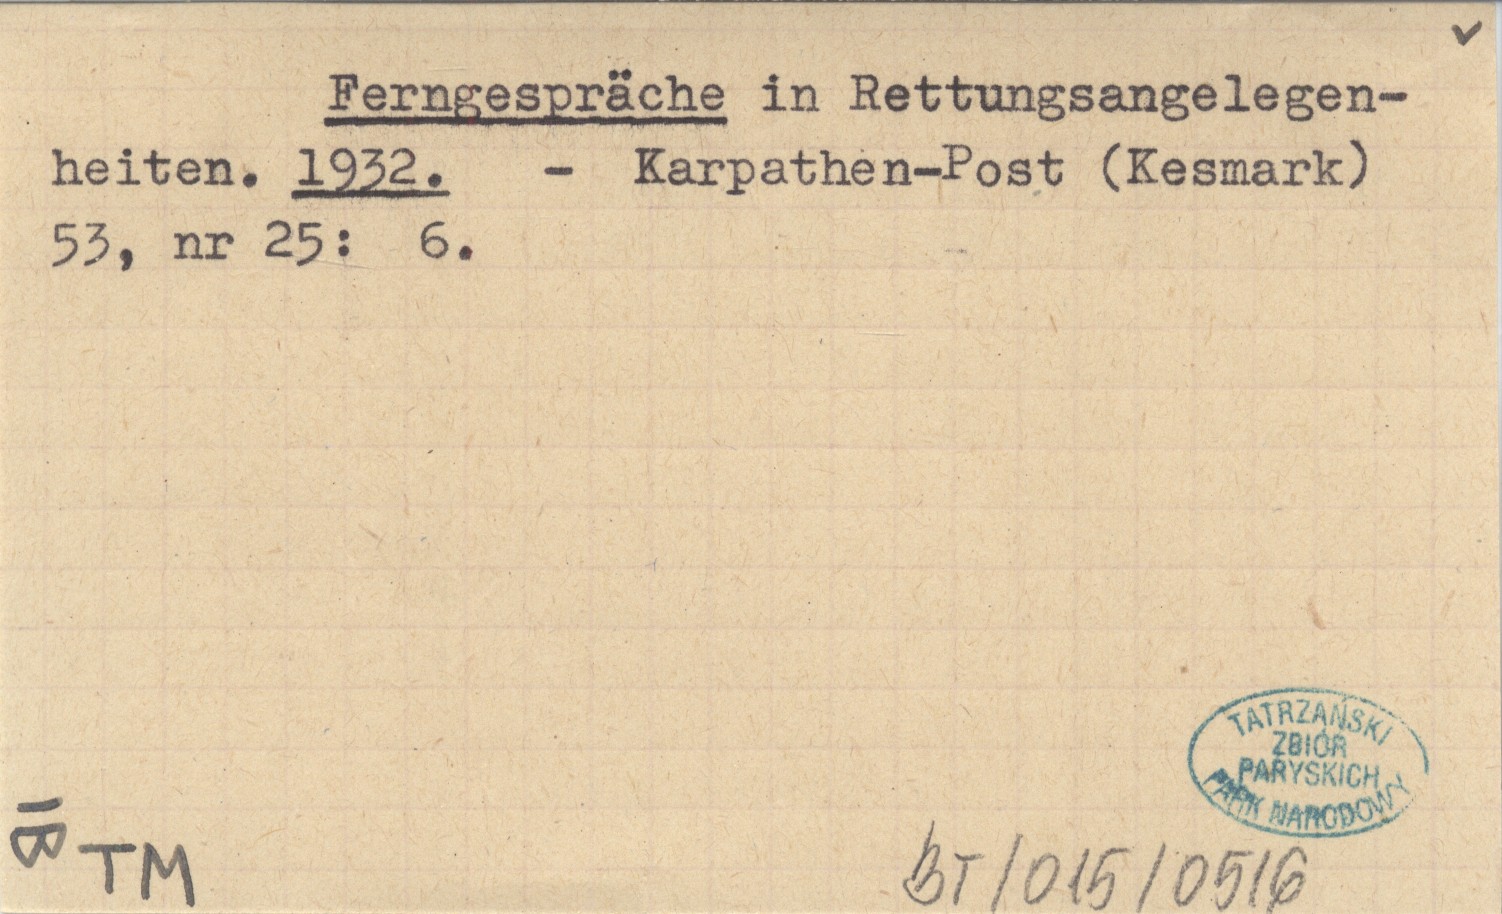 ✓
Ferngespräche in Rettungsangelegen-
heiten. 1932. - Karpathen-Post (Kesmark)
53, nr 25: 6.
TATRZAŃSKI
ZBIÓR
PARYSKICH
PARK NARODOWY
TM
BT/015/0516